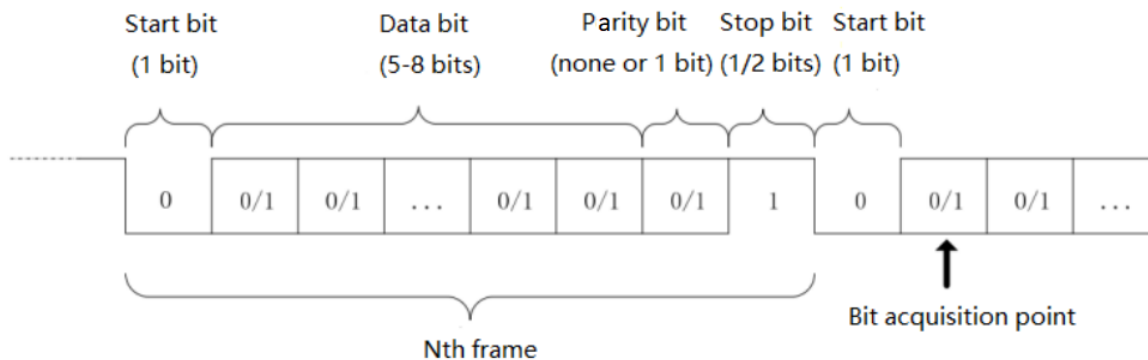 Start bit Data bit Parity bit Stop bit Start bit
(1 bit) (5-8 bits) (none or 1 bit) (1/2 bits) (1 bit)
0 0/1 0/1 ... 0/1 0/1 0/1 1 0 0/1 0/1 ...
Bit acquisition point
Nth frame